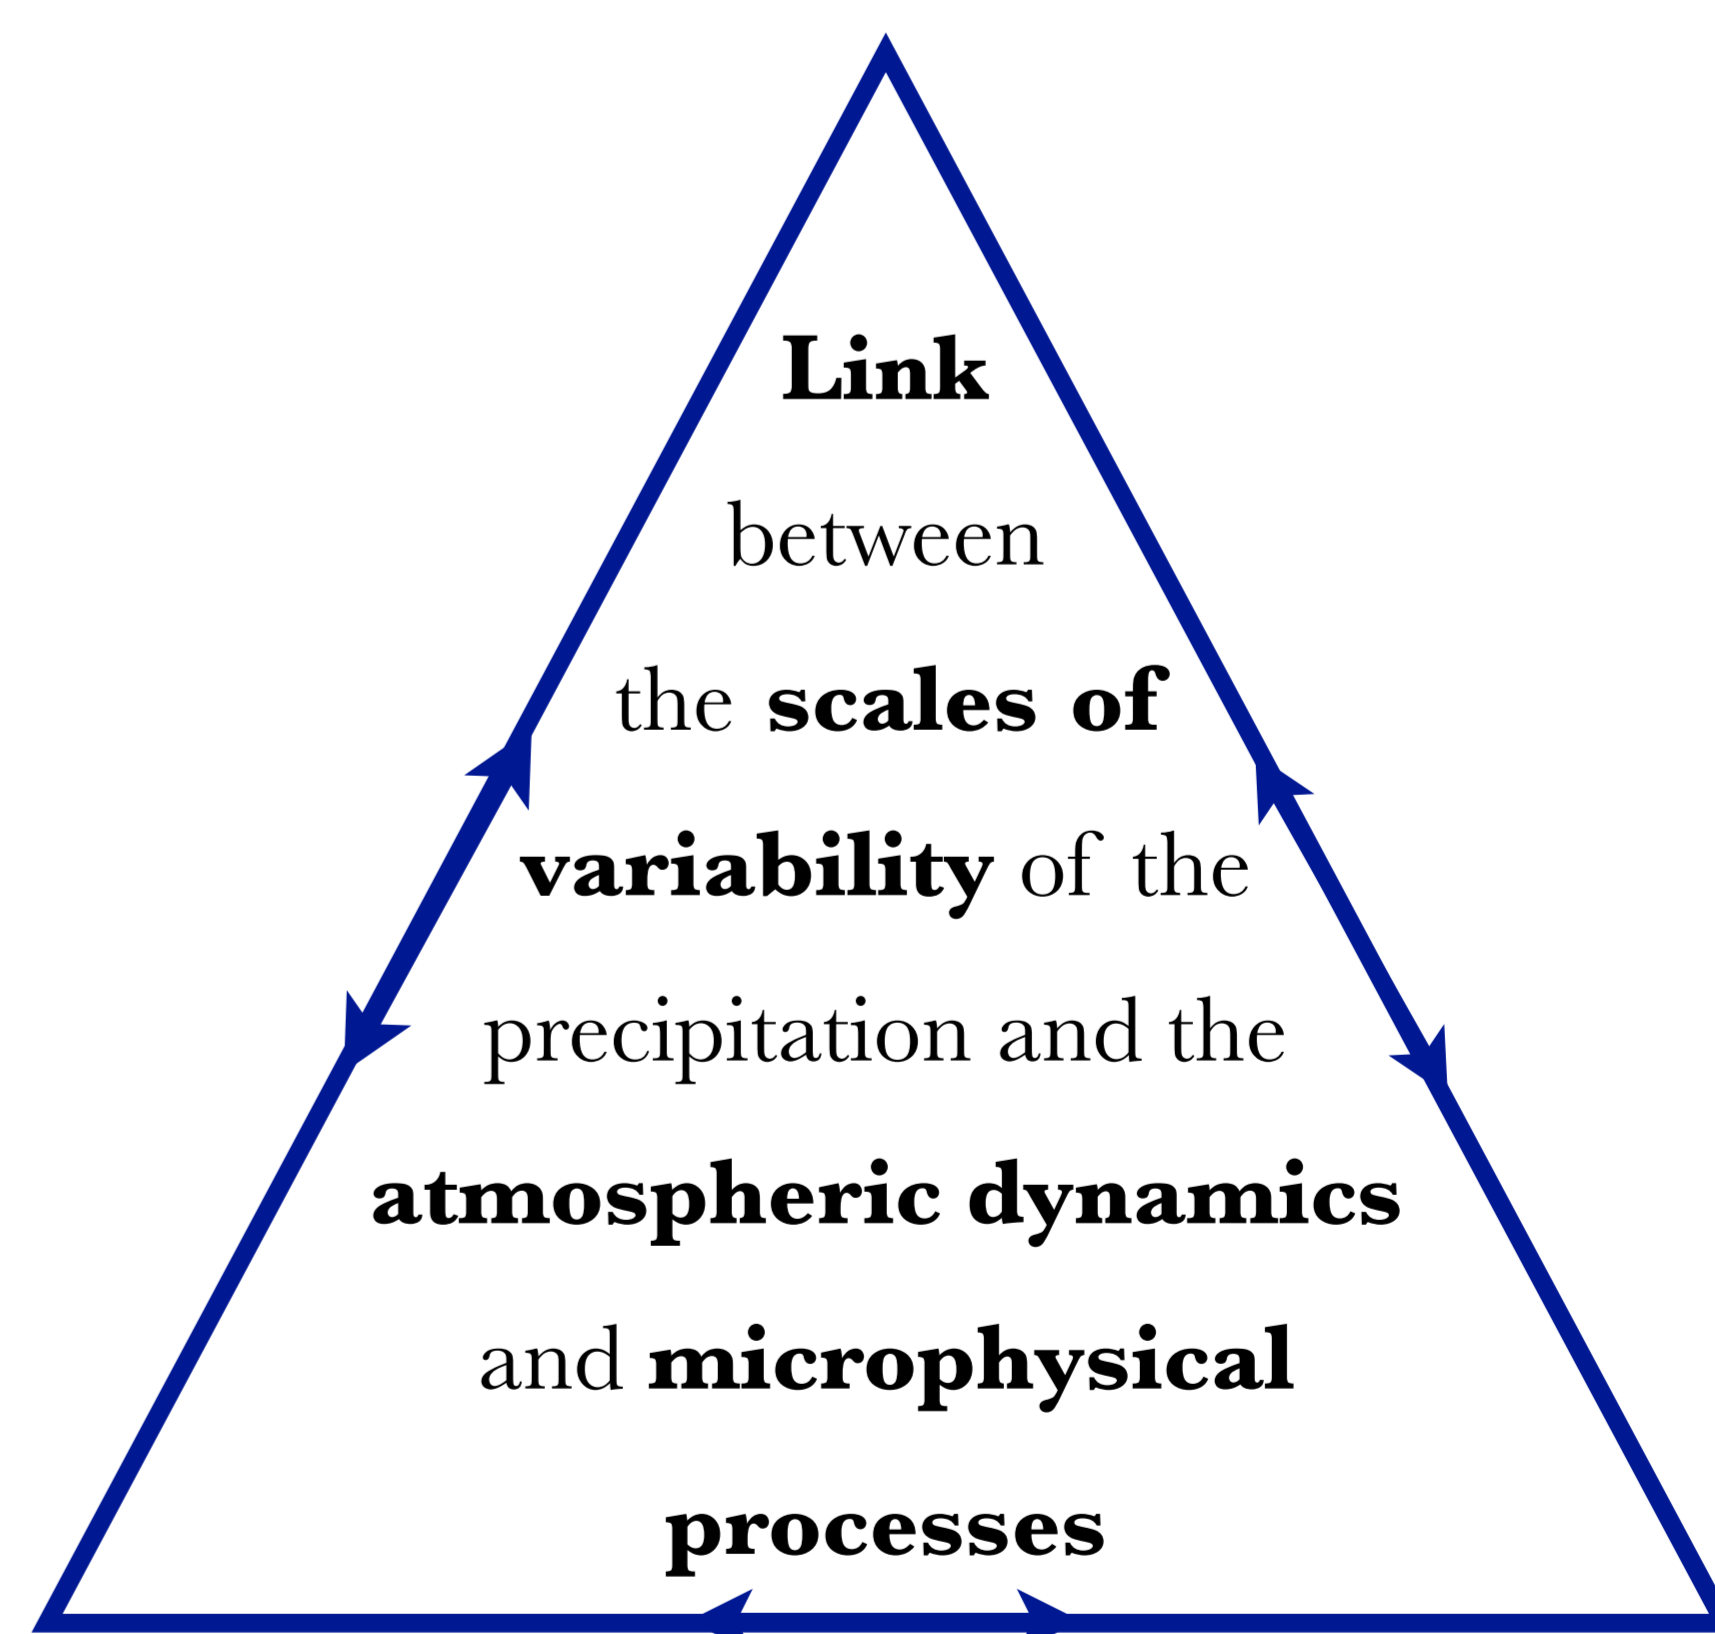 Link
between
the scales of
variability of the
precipitation and the
atmospheric dynamics
and microphysical
processes